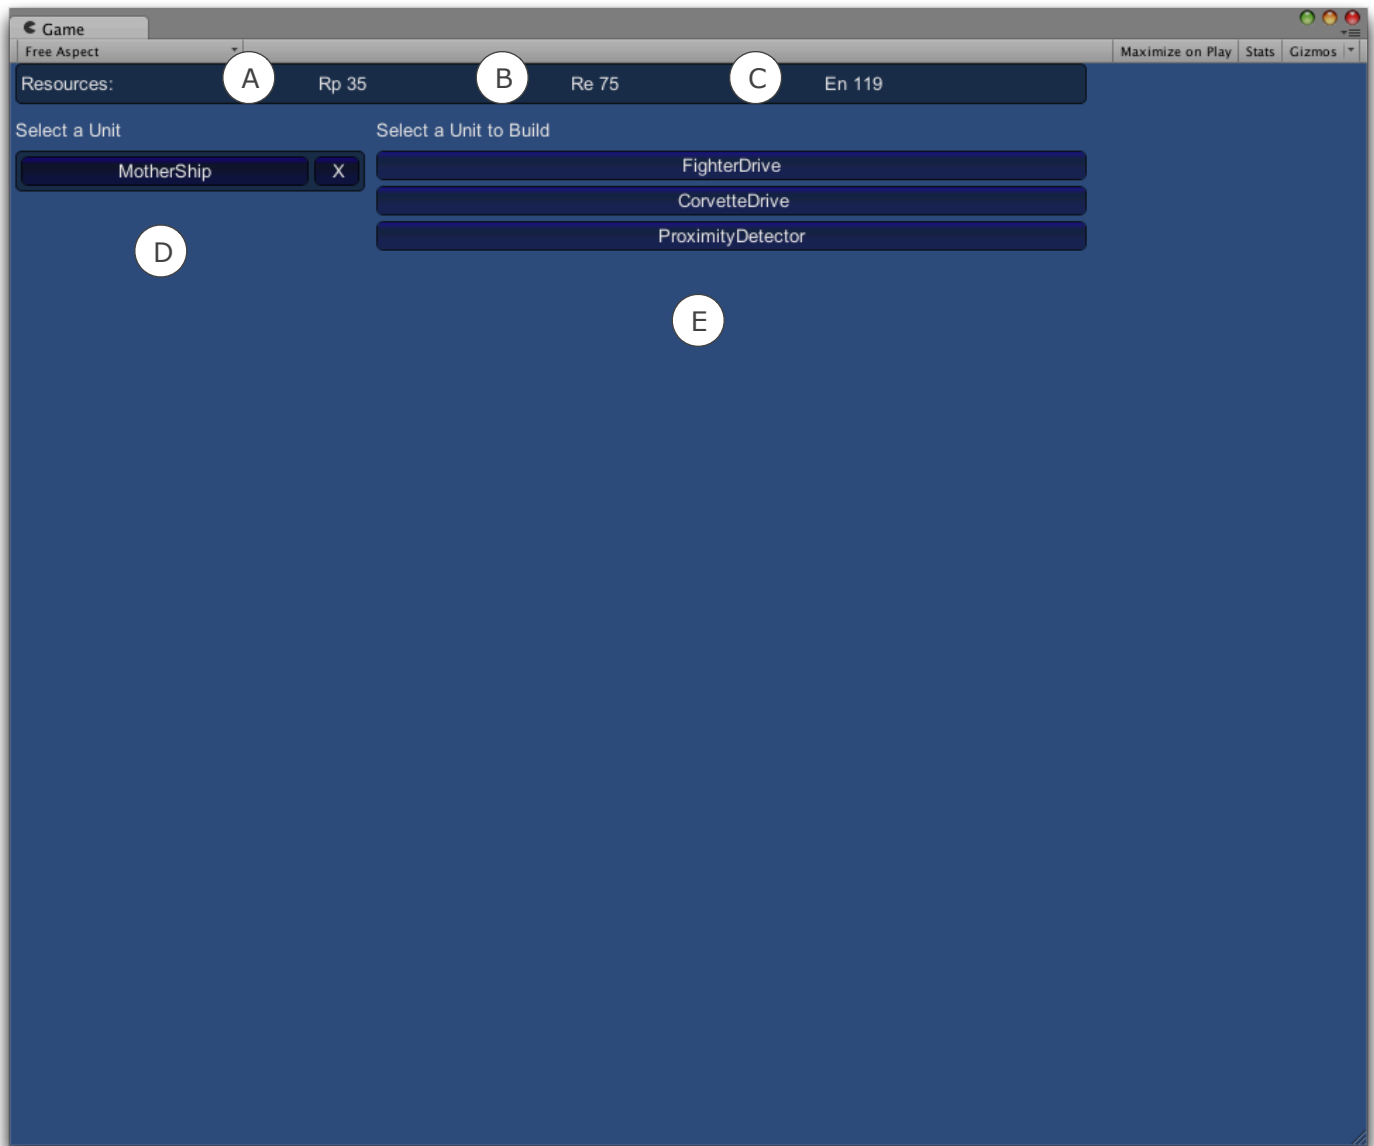 Game
Free Aspect Maximize on Play Stats Gizmos
Resources: A Rp 35 B Re 75 C En 119
Select a Unit Select a Unit to Build
MotherShip X FighterDrive
CorvetteDrive
D ProximityDetector
E